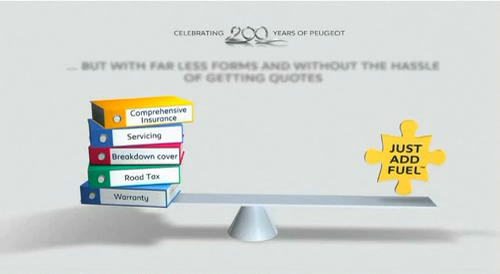 CELEBRATING 200 YEARS OF PEUGEOT
... BUT WITH FAR LESS FORMS AND WITHOUT THE HASSLE
OF GETTING QUOTES
Comprehensive
Insurance
Servicing
Breakdown cover
Road Tax
Warranty
JUST
ADD
FUEL™